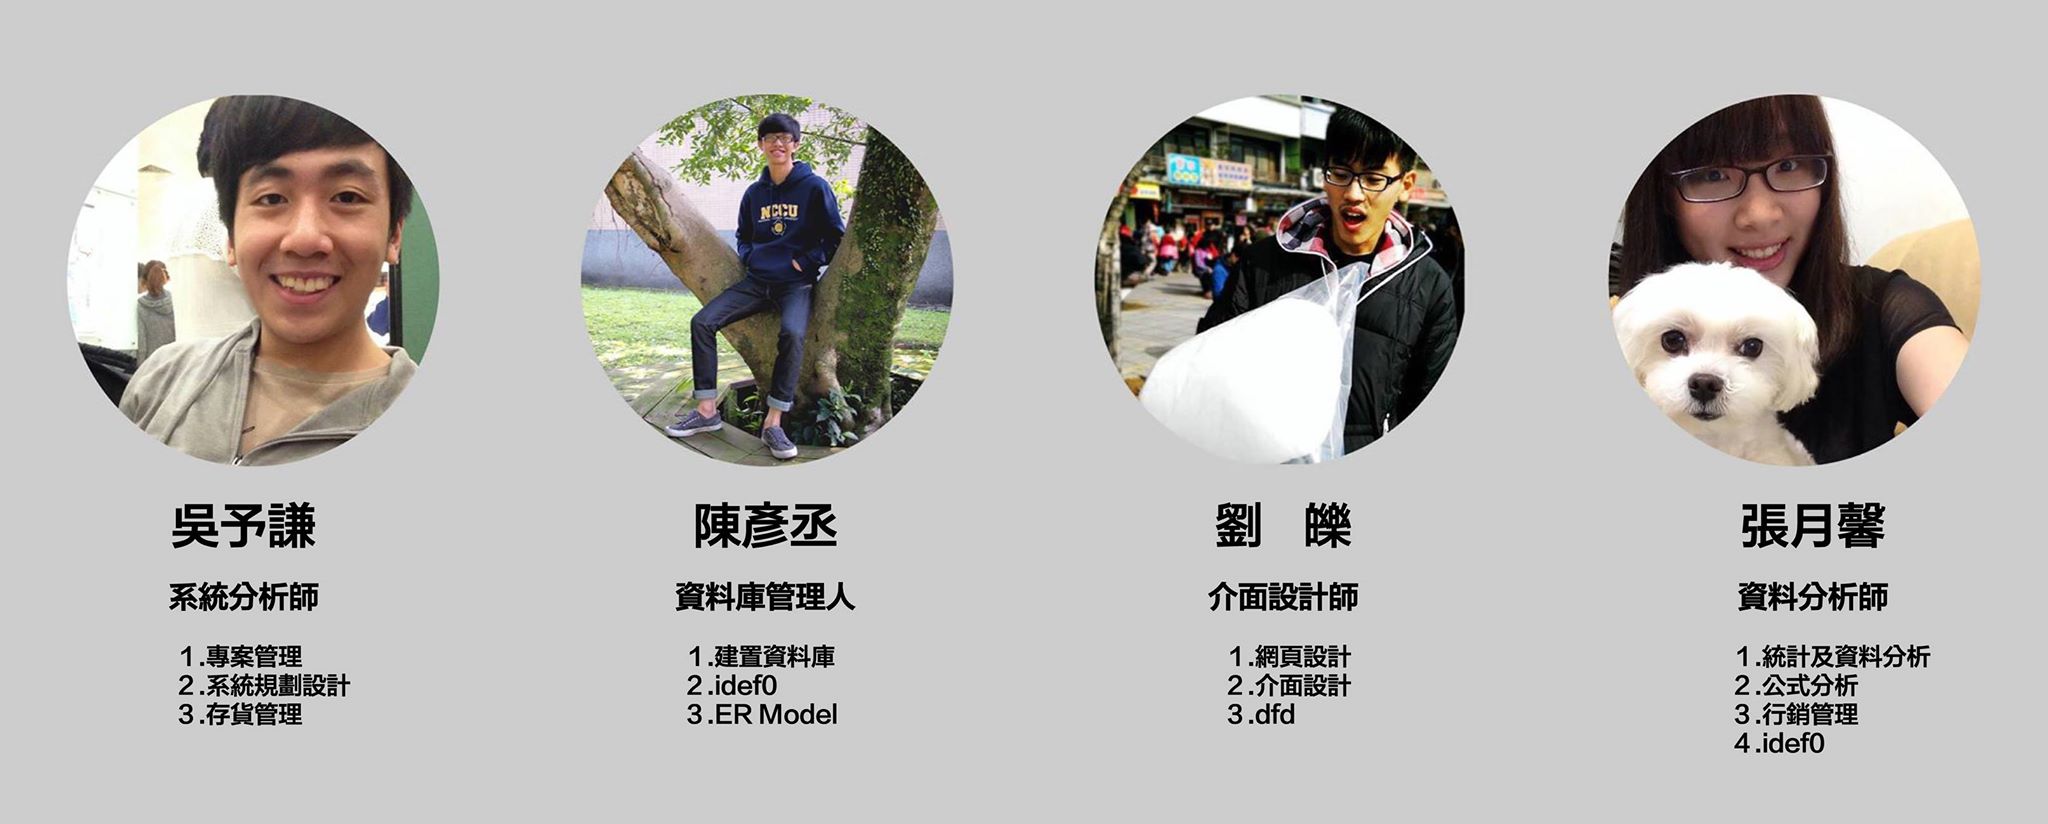 NCCU
吳予謙
系統分析師
1.專案管理
2.系統規劃設計
3.存貨管理
陳彥丞
資料庫管理人
1.建置資料庫
2.idef0
3.ER Model
劉 皪
介面設計師
1.網頁設計
2.介面設計
3.dfd
張月馨
資料分析師
1.統計及資料分析
2.公式分析
3.行銷管理
4.idef0